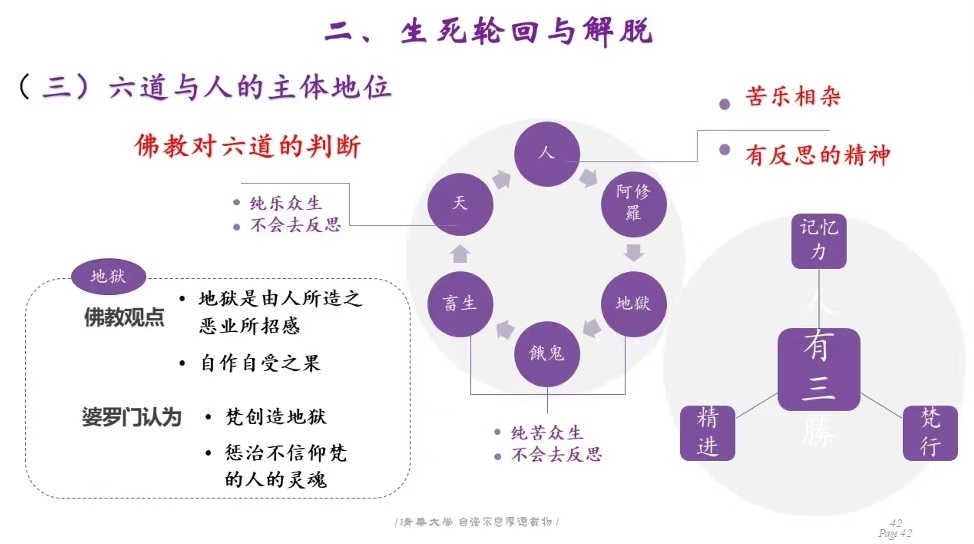 二、生死轮回与解脱
（三）六道与人的主体地位
佛教对六道的判断
苦乐相杂
有反思的精神
人
阿修
羅
地獄
餓鬼
畜生
天
纯乐众生
不会去反思
地狱
佛教观点
• 地狱是由人所造之
恶业所招感
• 自作自受之果
婆罗门认为
• 梵创造地狱
• 惩治不信仰梵
的人的灵魂
纯苦众生
不会去反思
记忆
力
人
有
三
勝
精
进
梵
行
/清華大學 自强不息厚德载物/
42
Page 42